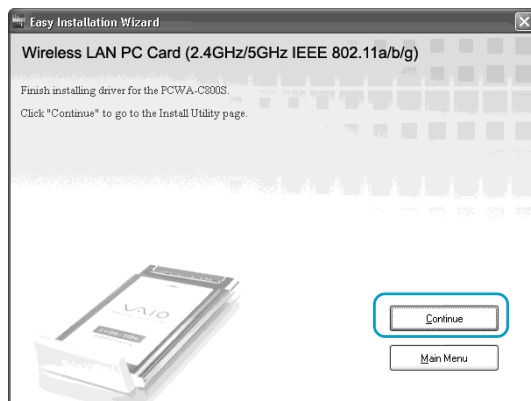 Easy Installation Wizard
Wireless LAN PC Card (2.4GHz/5GHz IEEE 802.11a/b/g)
Finish installing driver for the PCWA-C800S.
Click "Continue" to go to the Install Utility page.
VAIO
Continue
Main Menu